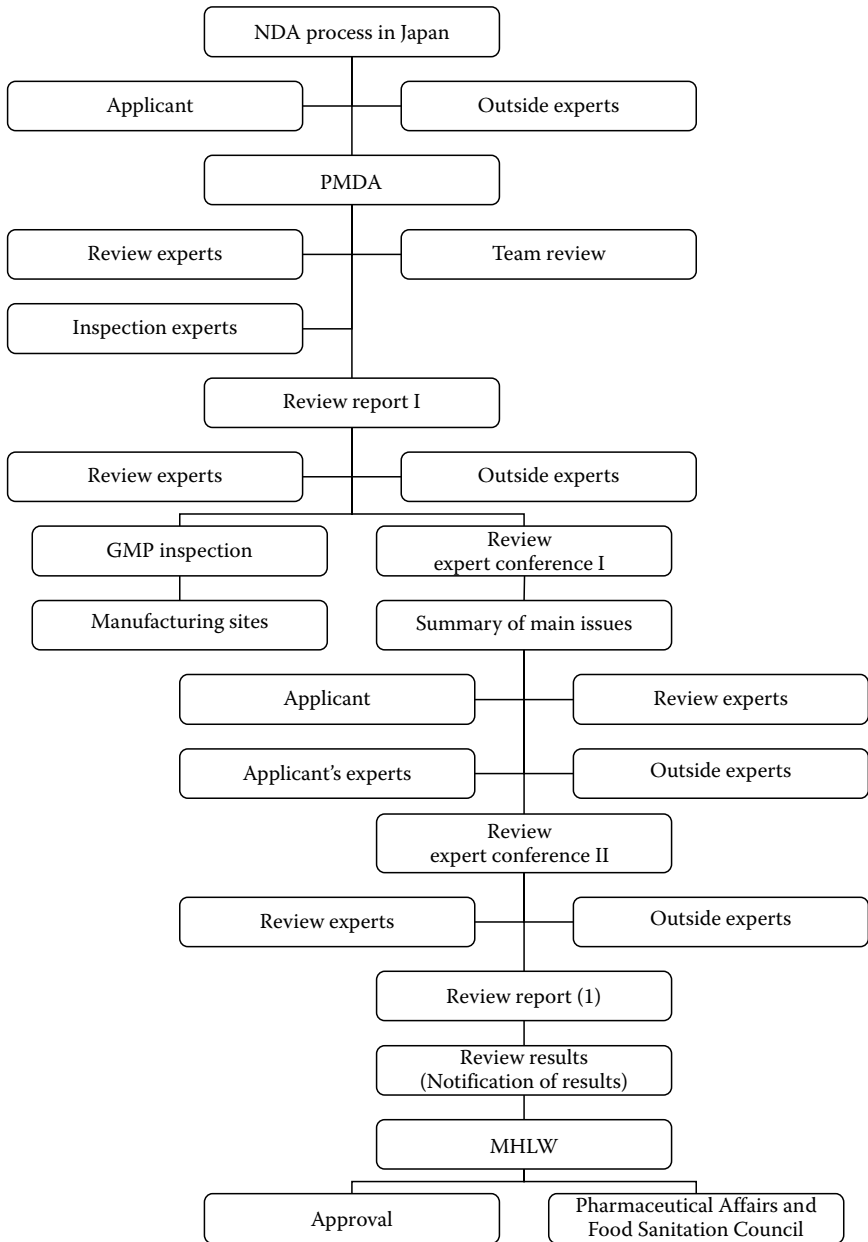 NDA process in Japan
Applicant
Outside experts
PMDA
Review experts
Team review
Inspection experts
Review report I
Review experts
Outside experts
GMP inspection
Review
expert conference I
Manufacturing sites
Summary of main issues
Applicant
Review experts
Applicant’s experts
Outside experts
Review
expert conference II
Review experts
Outside experts
Review report (1)
Review results
(Notification of results)
MHLW
Approval
Pharmaceutical Affairs and
Food Sanitation Council